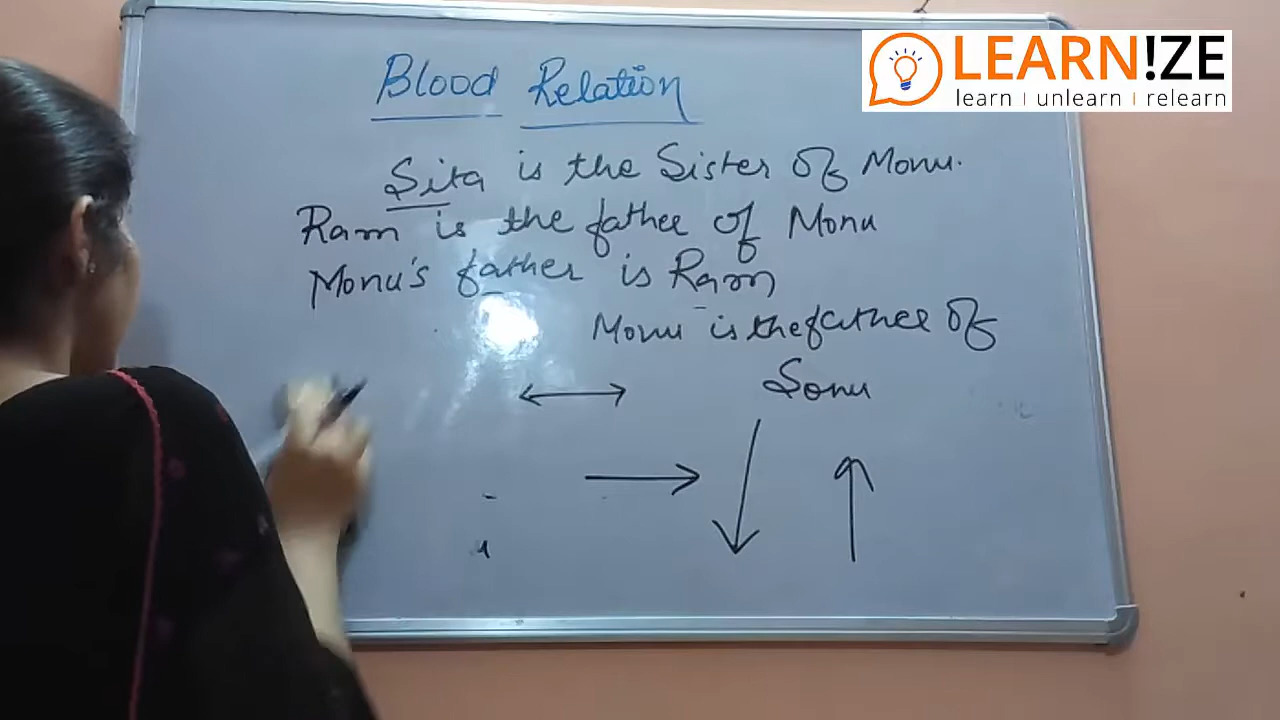 LEARN!ZE
learn | unlearn | relearn
Blood Relation
Sita is the Sister of Monu.
Ram is the father of Monu
Monu's father is Ram
Monu is the father of
Sonu